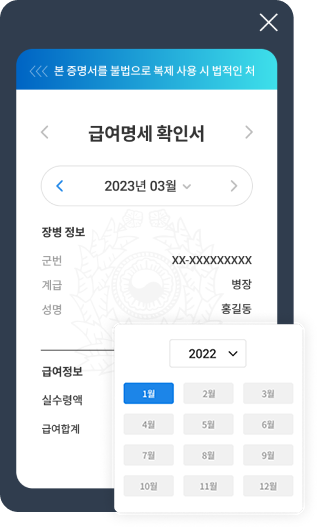 본 증명서를 불법으로 복제 사용 시 법적인 처
급여명세 확인서
2023년 03월
장병 정보
군번 XX-XXXXXXXXX
계급 병장
성명 홍길동
급여정보
실수령액
급여합계
2022
1월 2월 3월
4월 5월 6월
7월 8월 9월
10월 11월 12월